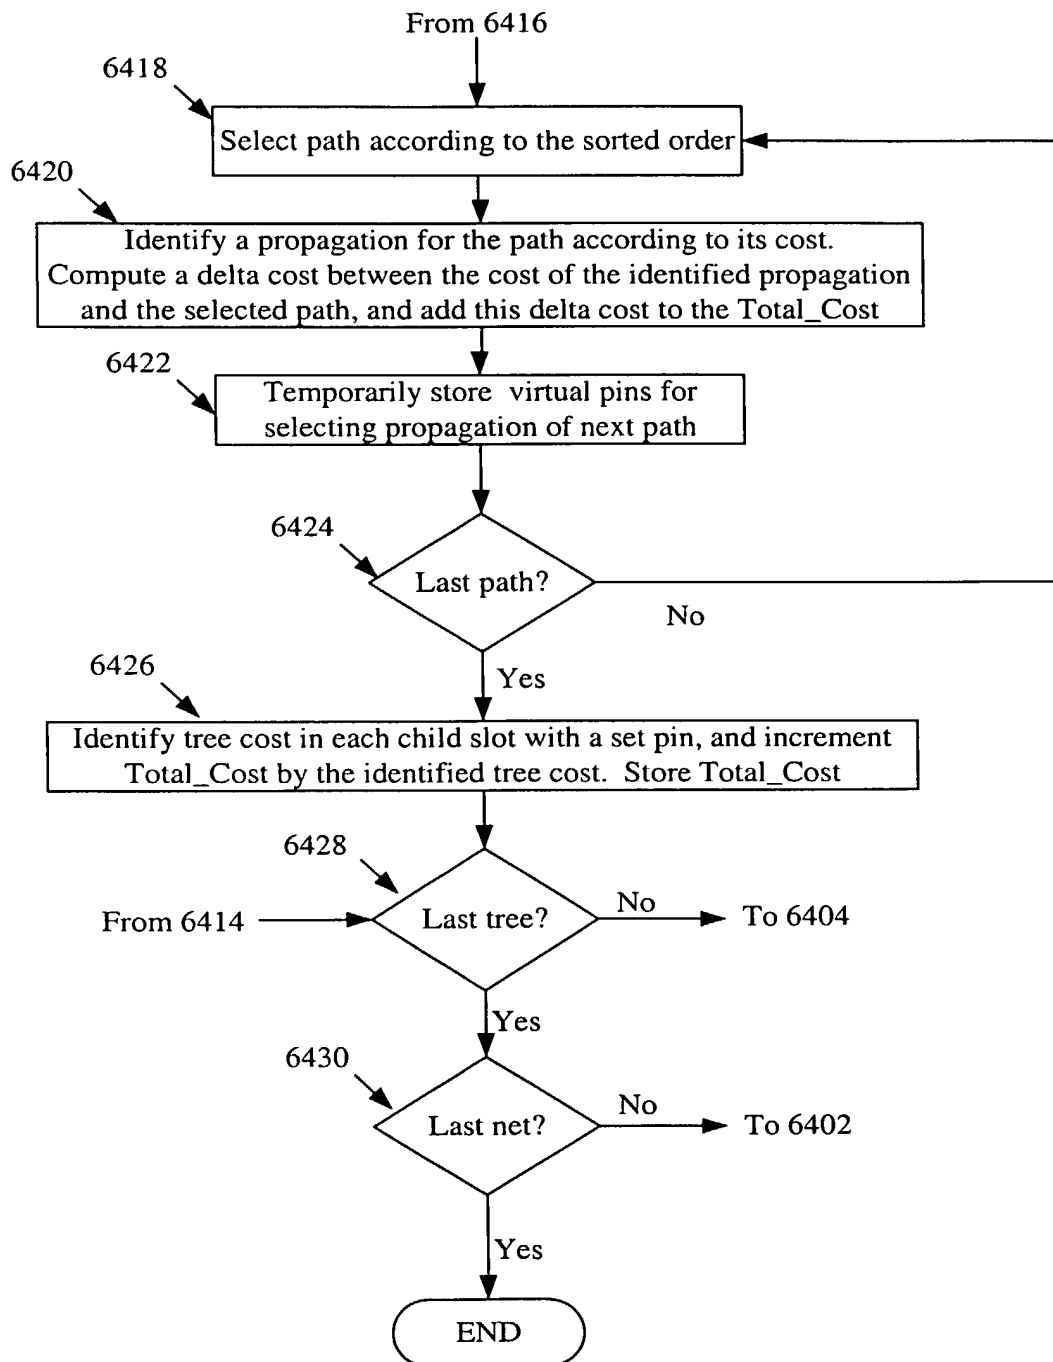 From 6416
6418
Select path according to the sorted order
6420
Identify a propagation for the path according to its cost.
Compute a delta cost between the cost of the identified propagation
and the selected path, and add this delta cost to the Total_Cost
6422
Temporarily store virtual pins for
selecting propagation of next path
6424
Last path?
No
Yes
6426
Identify tree cost in each child slot with a set pin, and increment
Total_Cost by the identified tree cost. Store Total_Cost
6428
From 6414
Last tree?
No
To 6404
Yes
6430
Last net?
No
To 6402
Yes
END